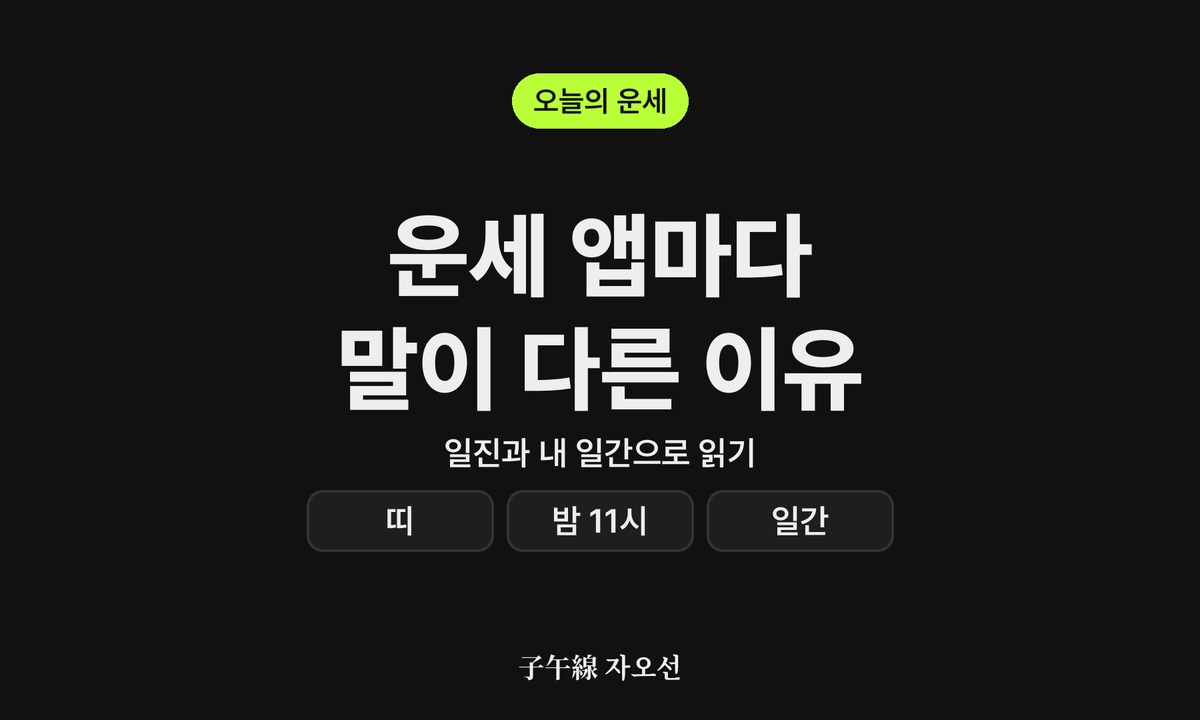 오늘의 운세
운세 앱마다
말이 다른 이유
일진과 내 일간으로 읽기
띠 밤 11시 일간
子午線 자오선